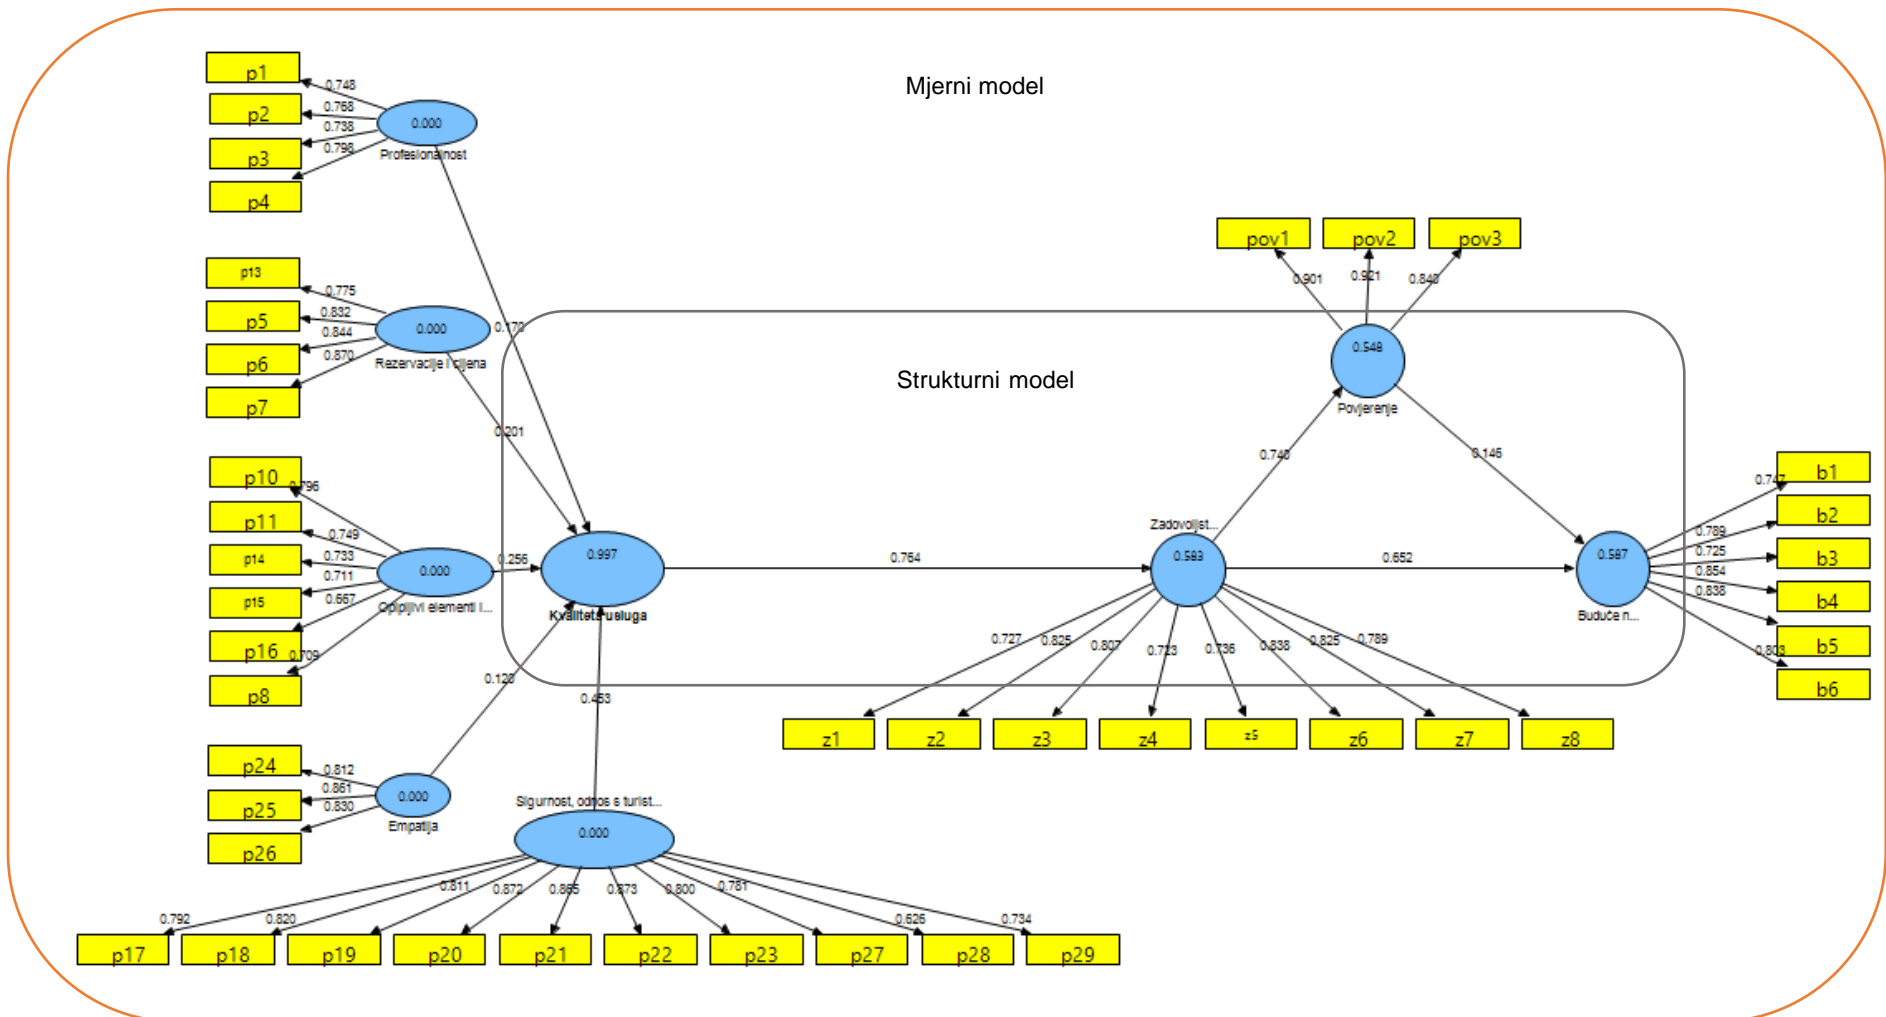 Mjerni model
p1
0.748
p2
0.768
0.738
p3
0.798
p4
0.000
Profesionalnost
p13
0.775
p5
0.832
0.844
p6
0.870
p7
0.000
Rezervacije i cijena
0.170
0.201
p10
0.796
p11
0.749
p14
0.733
0.711
p15
0.667
p16
0.709
p8
0.000
Opipljivi elementi i...
0.256
p24
0.812
p25
0.861
0.830
p26
0.000
Empatija
0.120
0.453
Sigurnost, odnos s turist...
0.000
0.792
0.820
0.811
0.872
0.865
0.873
0.800
0.781
0.626
0.734
p17
p18
p19
p20
p21
p22
p23
p27
p28
p29
Strukturni model
0.997
Kvaliteta usluga
0.764
Zadovoljst...
0.583
0.740
0.652
pov1
pov2
pov3
0.901
0.921
0.548
Povjerenje
0.146
0.587
Buduće n...
0.727
0.825
0.807
0.723
0.736
0.838
0.825
0.789
z1
z2
z3
z4
z5
z6
z7
z8
0.747
b1
0.789
b2
0.725
b3
0.854
b4
0.838
b5
0.803
b6